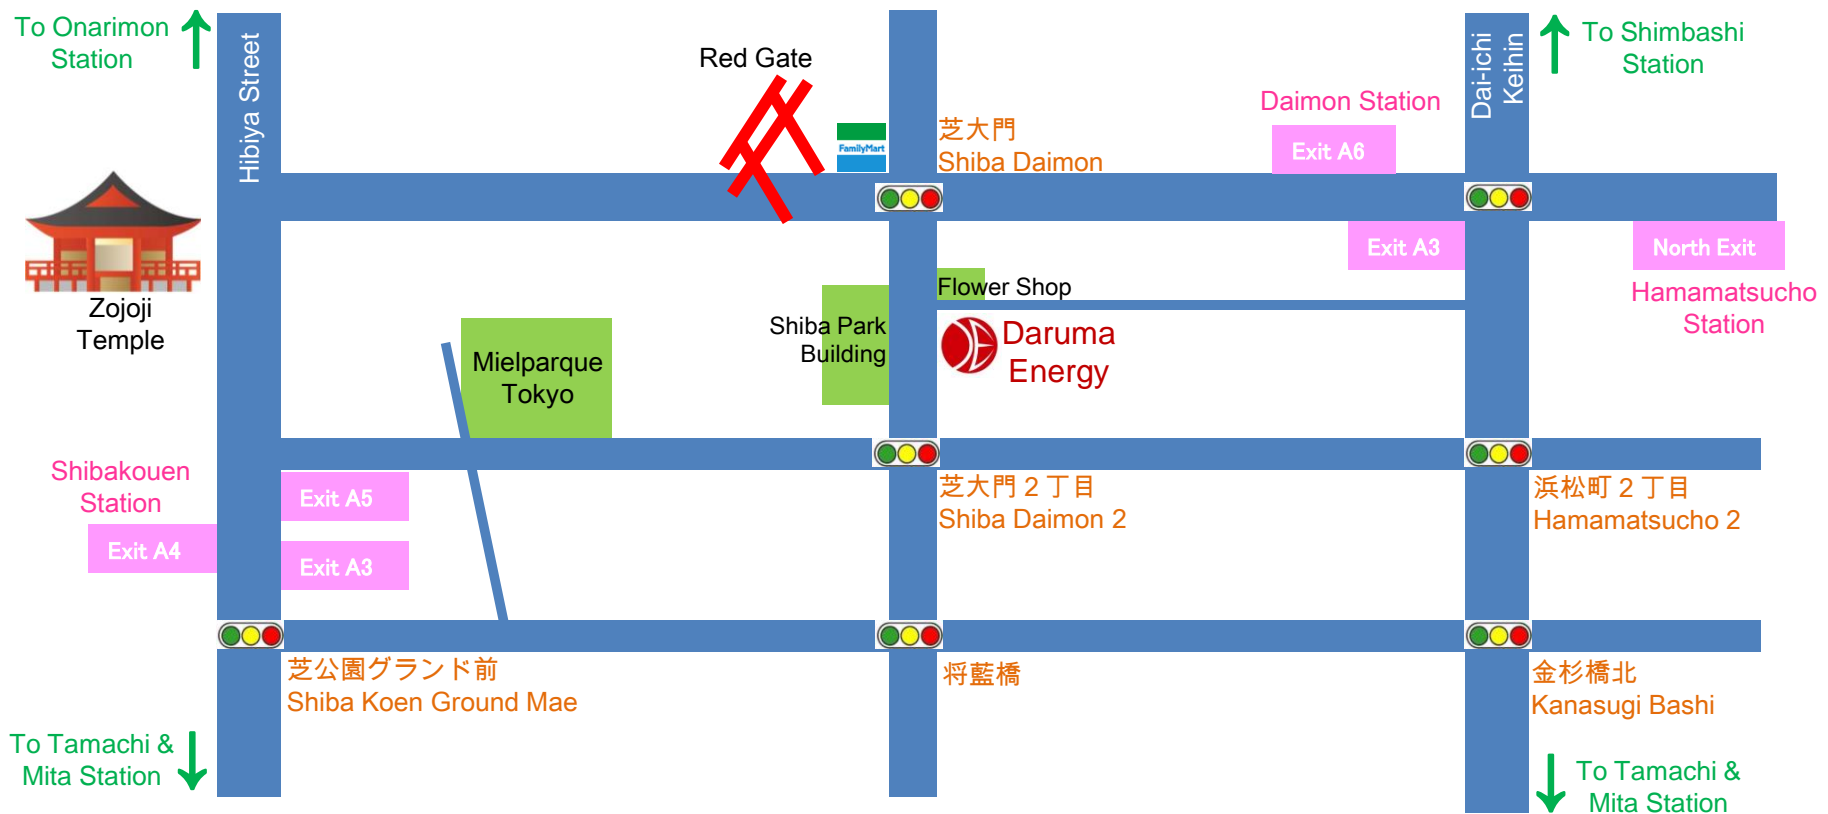 To Onarimon
Station
Hibiya Street
Red Gate
FamilyMart
芝大門
Shiba Daimon
Daimon Station
Exit A6
Dai-ichi
Keihin
To Shimbashi
Station
Exit A3
North Exit
Hamamatsucho
Station
Zojoji
Temple
Mielparque
Tokyo
Shiba Park
Building
Flower Shop
Daruma
Energy
Shibakouen
Station
Exit A5
Exit A4
Exit A3
芝大門２丁目
Shiba Daimon 2
浜松町２丁目
Hamamatsucho 2
芝公園グランド前
Shiba Koen Ground Mae
将藍橋
金杉橋北
Kanasugi Bashi
To Tamachi &
Mita Station
To Tamachi &
Mita Station